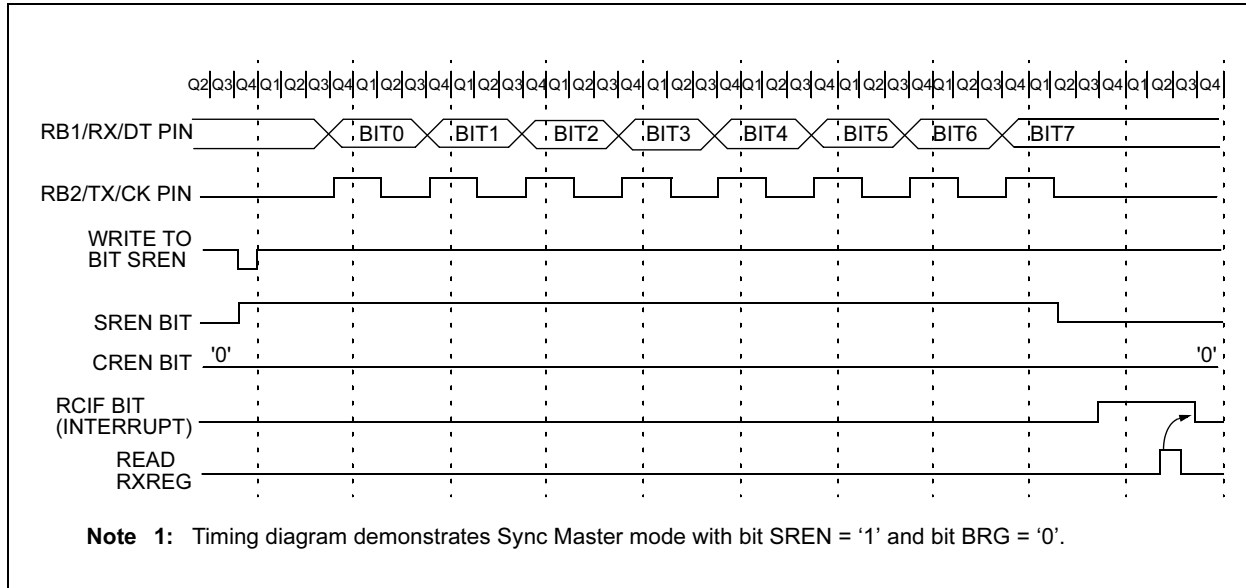 Q2 Q3 Q4 Q1 Q2 Q3 Q4 Q1 Q2 Q3 Q4 Q1 Q2 Q3 Q4 Q1 Q2 Q3 Q4 Q1 Q2 Q3 Q4 Q1 Q2 Q3 Q4 Q1 Q2 Q3 Q4 Q1 Q2 Q3 Q4 Q1 Q2 Q3 Q4 Q1 Q2 Q3 Q4
RB1/RX/DT PIN BIT0 BIT1 BIT2 BIT3 BIT4 BIT5 BIT6 BIT7
RB2/TX/CK PIN
WRITE TO
BIT SREN
SREN BIT
CREN BIT '0' '0'
RCIF BIT
(INTERRUPT)
READ
RXREG
Note 1: Timing diagram demonstrates Sync Master mode with bit SREN = ‘1’ and bit BRG = ‘0’.